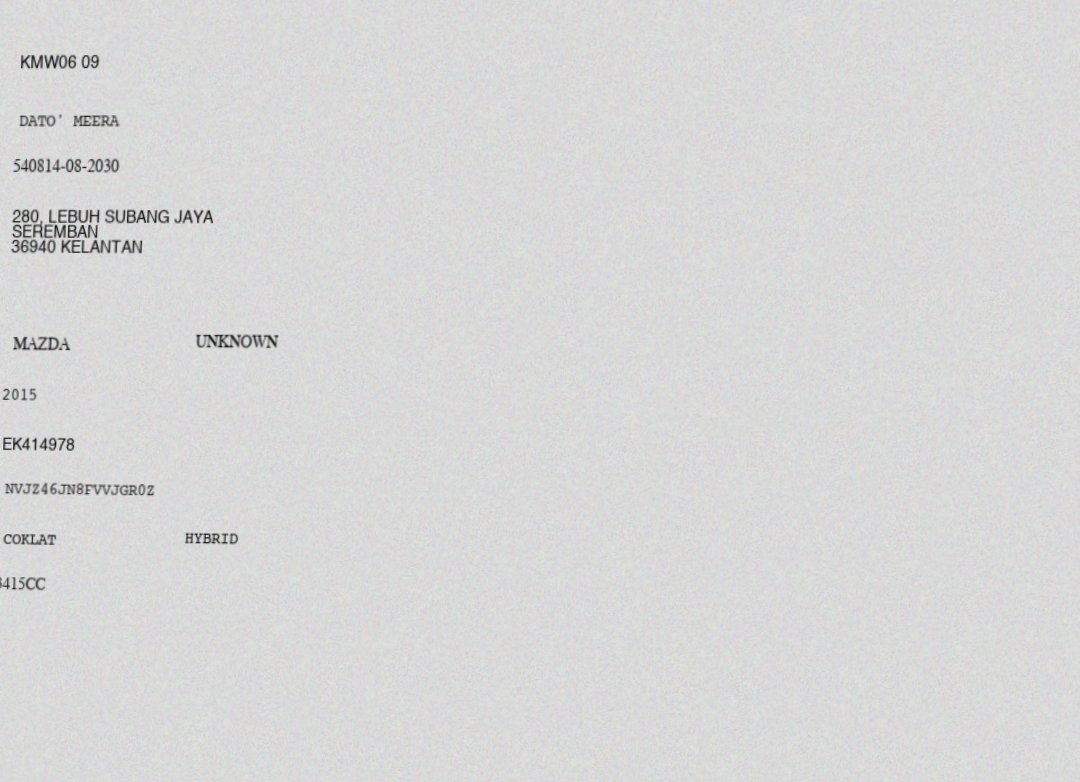 KMW06 09
DATO' MEERA
540814-08-2030
280, LEBUH SUBANG JAYA
SEREMBAN
36940 KELANTAN
MAZDA UNKNOWN
2015
EK414978
NVJZ46JN8FVVJGR0Z
COKLAT HYBRID